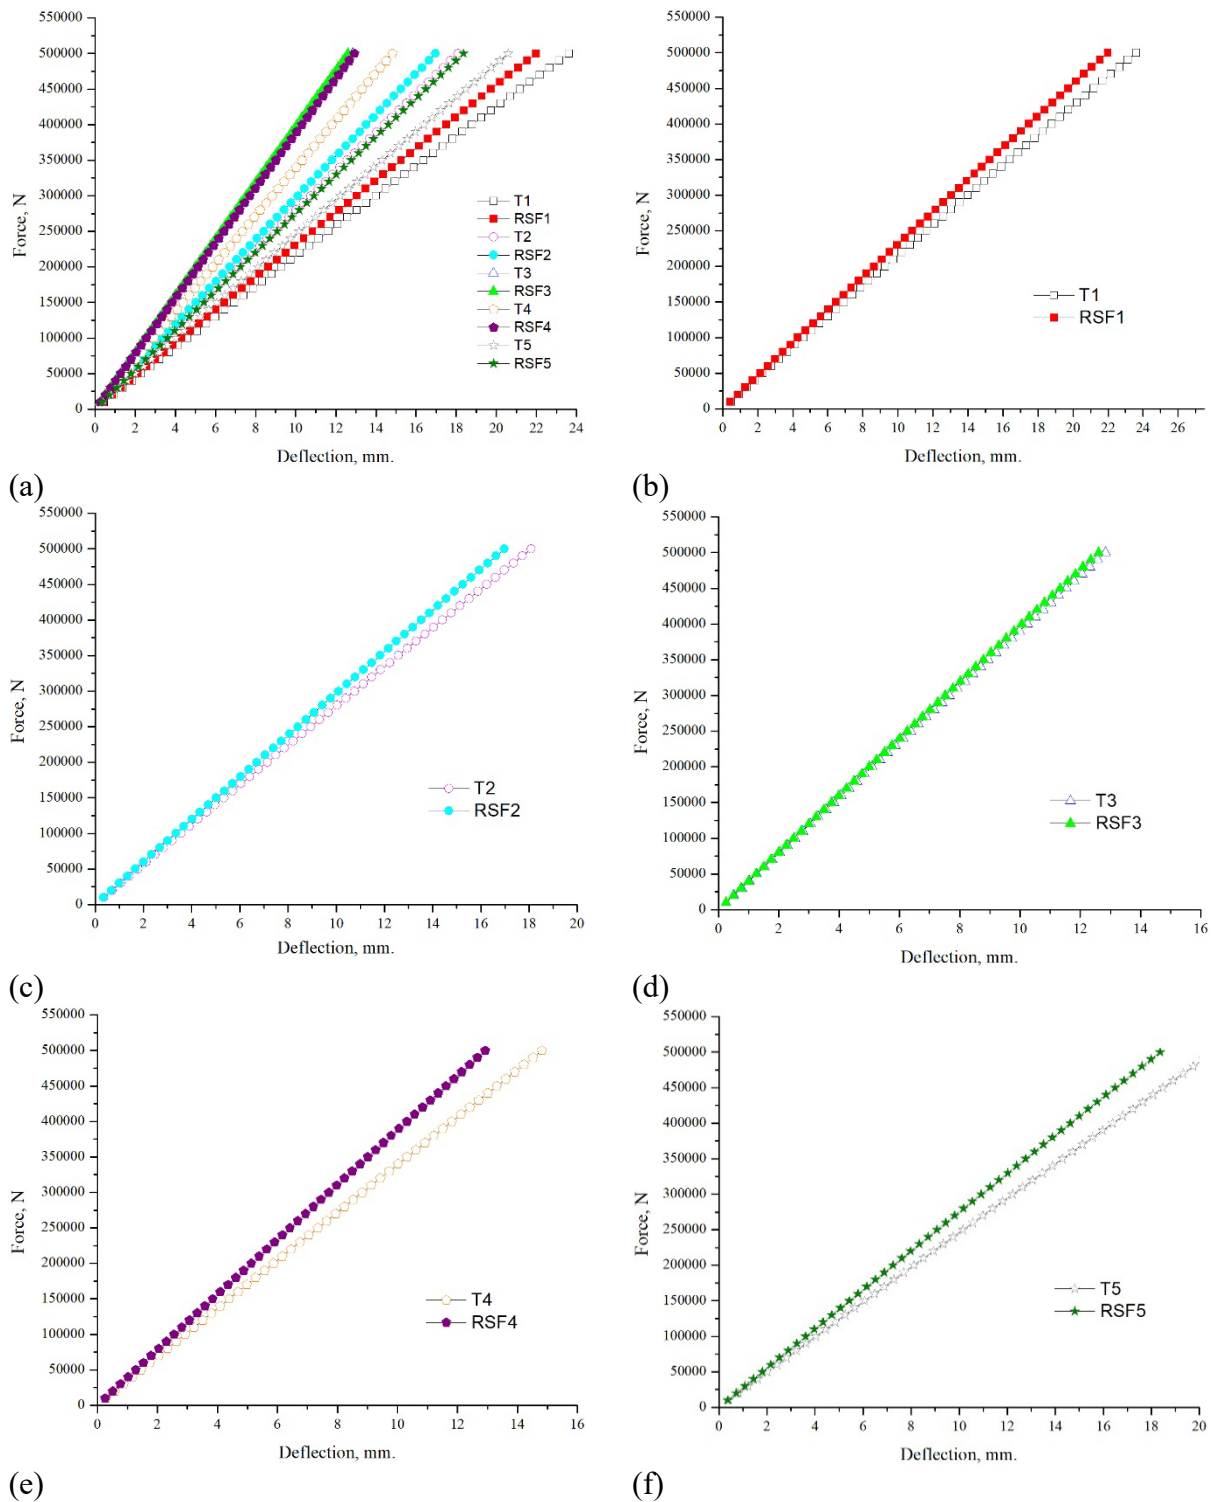 550000
500000
450000
400000
350000
300000
250000
200000
150000
100000
50000
0
Force, N
T1
RSF1
T2
RSF2
T3
RSF3
T4
RSF4
T5
RSF5
0 2 4 6 8 10 12 14 16 18 20 22 24
Deflection, mm.
(a)
550000
500000
450000
400000
350000
300000
250000
200000
150000
100000
50000
0
Force, N
T1
RSF1
0 2 4 6 8 10 12 14 16 18 20 22 24 26
Deflection, mm.
(b)
550000
500000
450000
400000
350000
300000
250000
200000
150000
100000
50000
0
Force, N
T2
RSF2
0 2 4 6 8 10 12 14 16 18 20
Deflection, mm.
(c)
550000
500000
450000
400000
350000
300000
250000
200000
150000
100000
50000
0
Force, N
T3
RSF3
0 2 4 6 8 10 12 14 16
Deflection, mm.
(d)
550000
500000
450000
400000
350000
300000
250000
200000
150000
100000
50000
0
Force, N
T4
RSF4
0 2 4 6 8 10 12 14 16
Deflection, mm.
(e)
550000
500000
450000
400000
350000
300000
250000
200000
150000
100000
50000
0
Force, N
T5
RSF5
0 2 4 6 8 10 12 14 16 18 20
Deflection, mm.
(f)